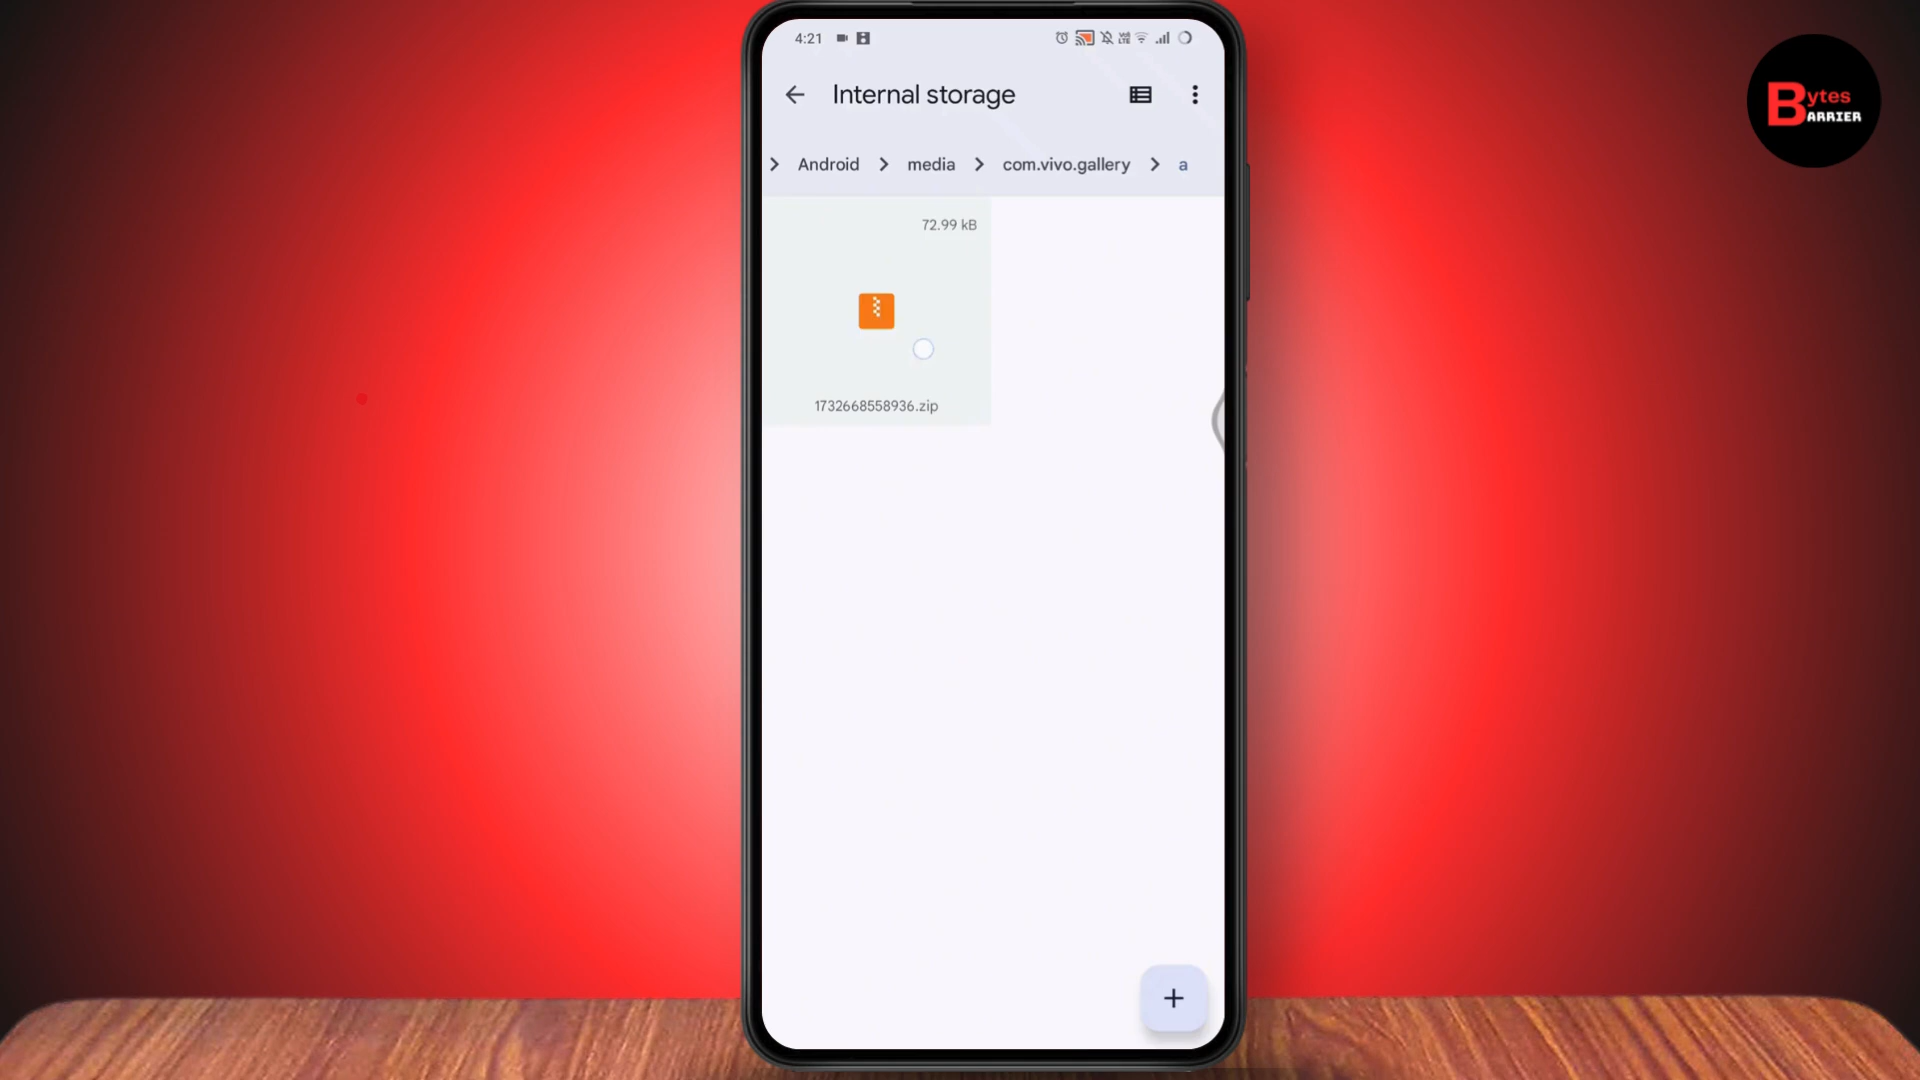 4:21
Internal storage
Android media com.vivo.gallery a
72.99 kB
1732668558936.zip
Bytes
BARRIER